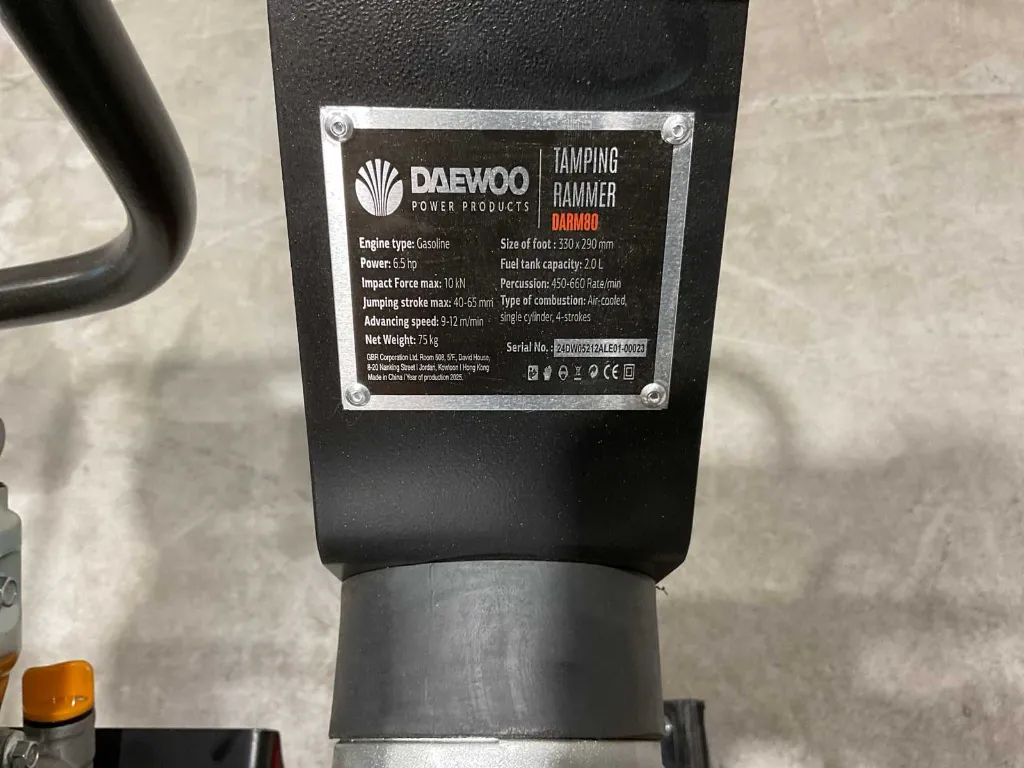 DAEWOO
POWER PRODUCTS
TAMPING
RAMMER
DARM80
Engine type: Gasoline
Power: 6.5 hp
Impact Force max: 10 kN
Jumping stroke max: 40-65 mm
Advancing speed: 9-12 m/min
Net Weight: 75 kg
GBR Corporation Ltd. Room 508, 5/F, David House,
8-20 Nanking Street | Jordan, Kowloon | Hong Kong
Made in China / Year of production 2025.
Size of foot : 330 x 290 mm
Fuel tank capacity: 2.0 L
Percussion: 450-660 Rate/min
Type of combustion: Air-cooled,
single cylinder, 4-strokes
Serial No. : 24DW05212ALE01-00023
CE